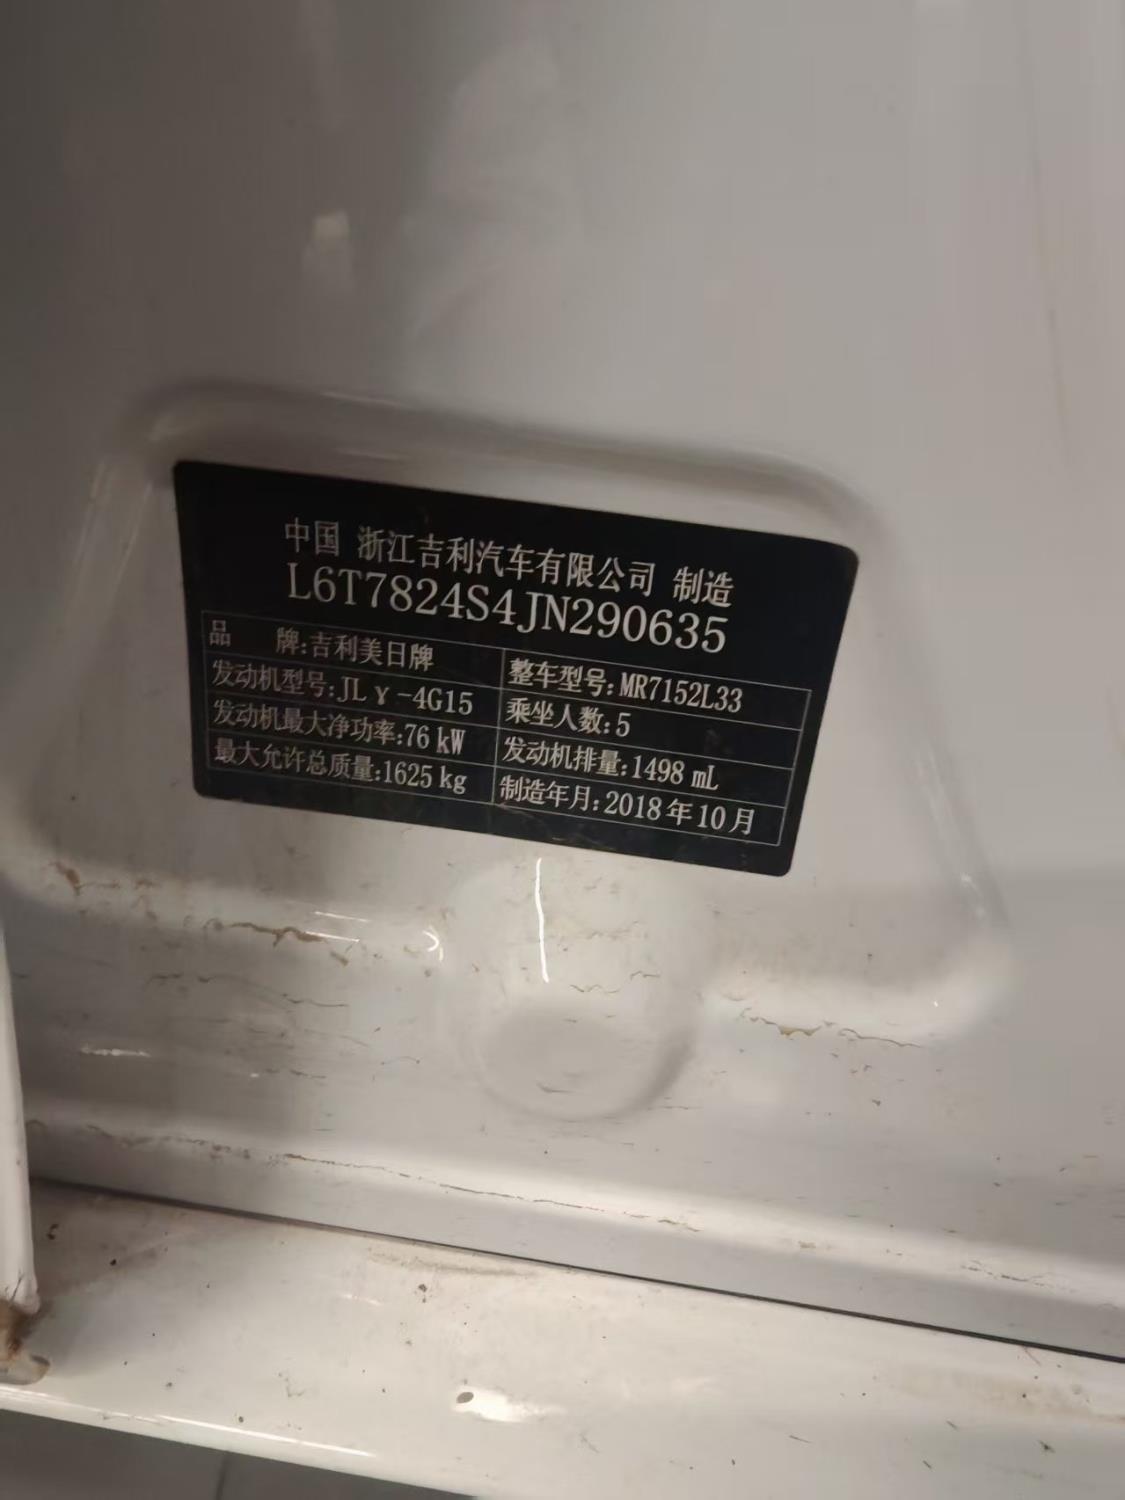 中国 浙江吉利汽车有限公司 制造
L6T7824S4JN290635
品 牌:吉利美日牌
整车型号:MR7152L33
发动机型号:JLγ-4G15
乘坐人数:5
发动机最大净功率:76 kW
发动机排量:1498 mL
最大允许总质量:1625 kg
制造年月:2018年10月